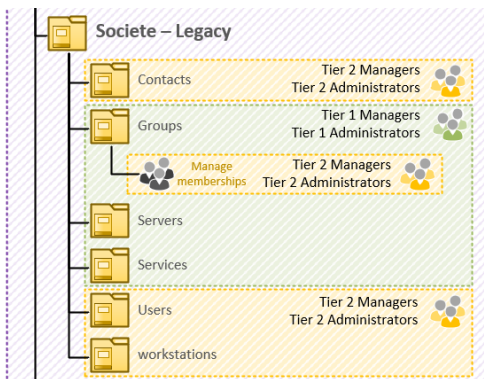 Societe – Legacy
Contacts
Tier 2 Managers
Tier 2 Administrators
Groups
Tier 1 Managers
Tier 1 Administrators
Manage
memberships
Tier 2 Managers
Tier 2 Administrators
Servers
Services
Users
Tier 2 Managers
Tier 2 Administrators
workstations